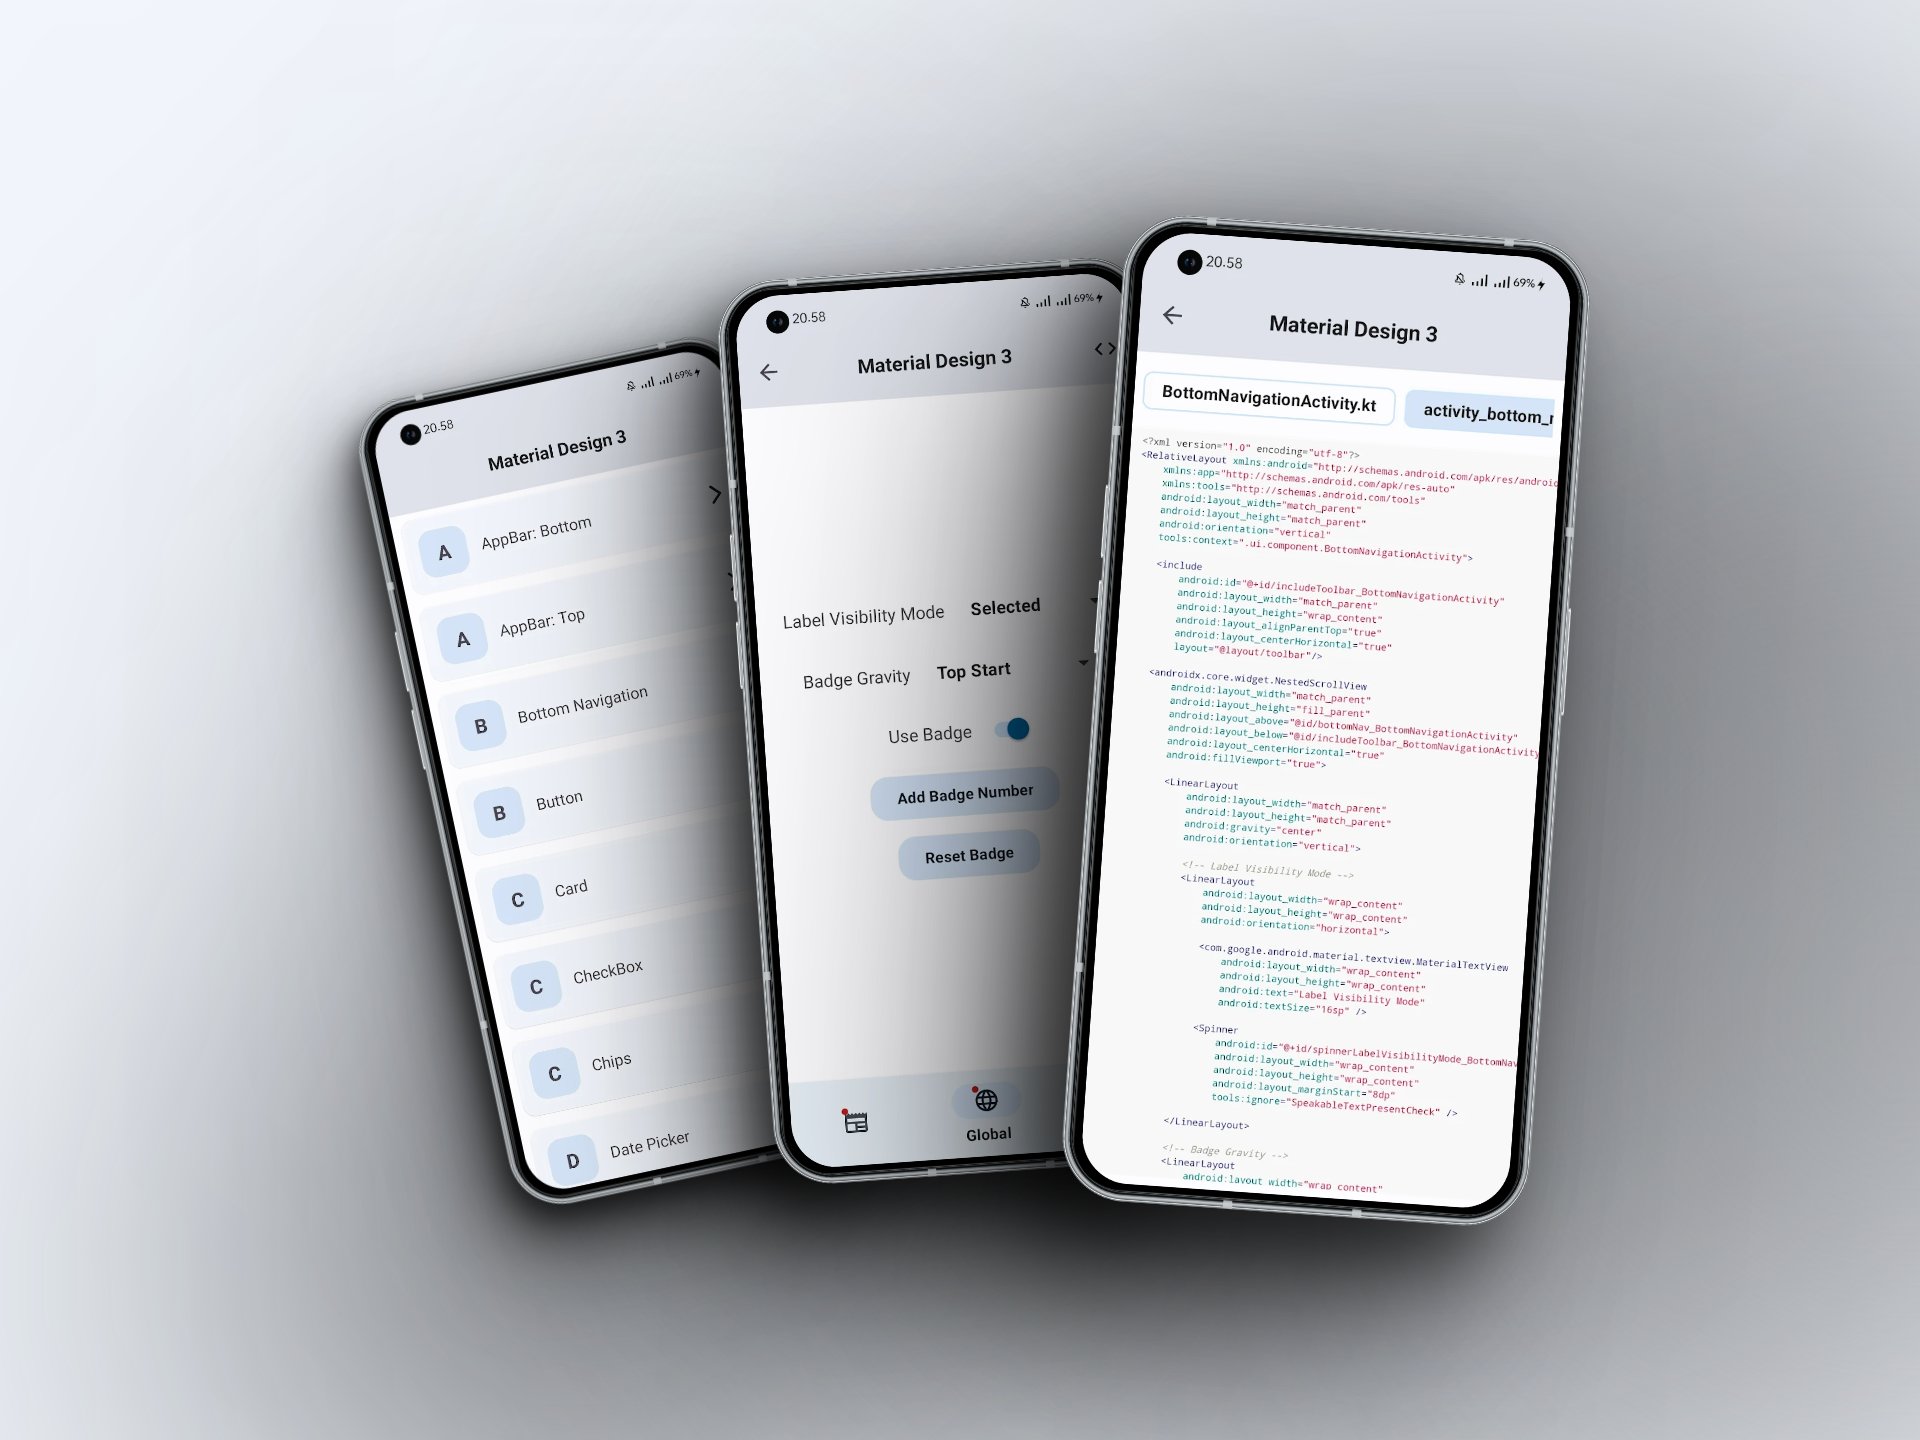 20.58
69%
Material Design 3
A
AppBar: Bottom
A
AppBar: Top
B
Bottom Navigation
B
Button
C
Card
C
CheckBox
C
Chips
D
Date Picker
20.58
69%
Material Design 3
Label Visibility Mode Selected
Badge Gravity Top Start
Use Badge
Add Badge Number
Reset Badge
Global
20.58
69%
Material Design 3
BottomNavigationActivity.kt
activity_bottom_
<?xml version="1.0" encoding="utf-8"?>
<RelativeLayout xmlns:android="http://schemas.android.com/apk/res/android
xmlns:app="http://schemas.android.com/apk/res-auto"
xmlns:tools="http://schemas.android.com/tools"
android:layout_width="match_parent"
android:layout_height="match_parent"
android:orientation="vertical"
tools:context=".ui.component.BottomNavigationActivity">
<include
android:id="@+id/includeToolbar_BottomNavigationActivity"
android:layout_width="match_parent"
android:layout_height="wrap_content"
android:layout_alignParentTop="true"
android:layout_centerHorizontal="true"
layout="@layout/toolbar"/>
<androidx.core.widget.NestedScrollView
android:layout_width="match_parent"
android:layout_height="fill_parent"
android:layout_above="@id/bottomNav_BottomNavigationActivity"
android:layout_below="@id/includeToolbar_BottomNavigationActivity
android:layout_centerHorizontal="true"
android:fillViewport="true">
<LinearLayout
android:layout_width="match_parent"
android:layout_height="match_parent"
android:gravity="center"
android:orientation="vertical">
<!-- Label Visibility Mode -->
<LinearLayout
android:layout_width="wrap_content"
android:layout_height="wrap_content"
android:orientation="horizontal">
<com.google.android.material.textview.MaterialTextView
android:layout_width="wrap_content"
android:layout_height="wrap_content"
android:text="Label Visibility Mode"
android:textSize="16sp" />
<Spinner
android:id="@+id/spinnerLabelVisibilityMode_BottomNav
android:layout_width="wrap_content"
android:layout_height="wrap_content"
android:layout_marginStart="8dp"
tools:ignore="SpeakableTextPresentCheck" />
</LinearLayout>
<!-- Badge Gravity -->
<LinearLayout
android:layout_width="wrap_content"